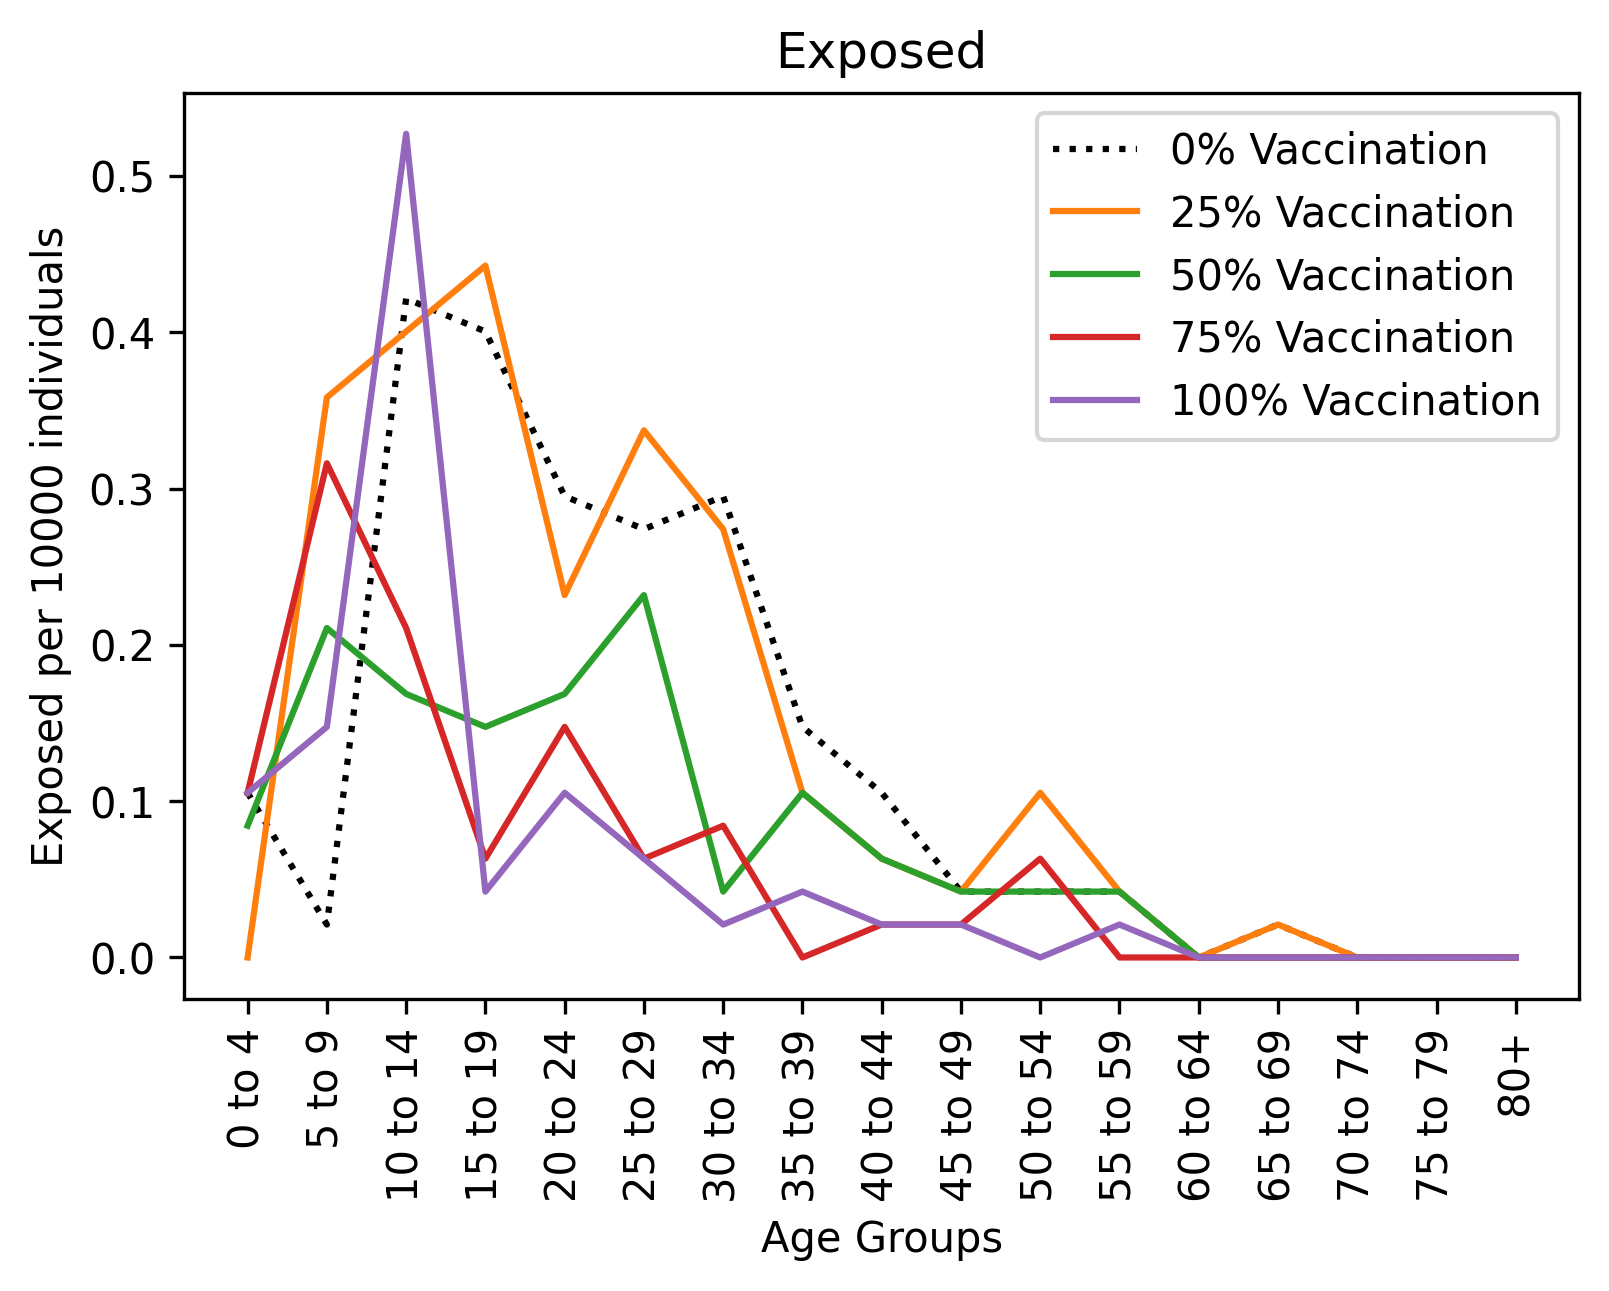 Exposed
Exposed per 10000 individuals
0.5
0.4
0.3
0.2
0.1
0.0
0% Vaccination
25% Vaccination
50% Vaccination
75% Vaccination
100% Vaccination
0 to 4
5 to 9
10 to 14
15 to 19
20 to 24
25 to 29
30 to 34
35 to 39
40 to 44
45 to 49
50 to 54
55 to 59
60 to 64
65 to 69
70 to 74
75 to 79
80+
Age Groups